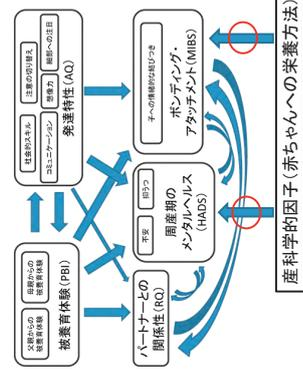 父親からの
被養育体験
母親からの
被養育体験
被養育体験(PBI)
社会的スキル
注意の切り替え
コミュニケーション
想像力
細部への注目
発達特性(AQ)
パートナーとの
関係性(RQ)
不安
抑うつ
周産期の
メンタルヘルス
(HADS)
子への情緒的な結びつき
ボンディング・
アタッチメント(MIBS)
産科学的因子(赤ちゃんへの栄養方法)